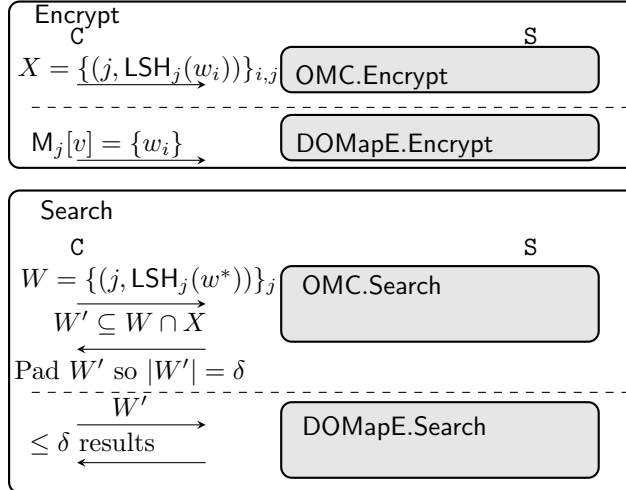 Encrypt
C S
X = {(j, LSH_j(w_i))}_{i,j} OMC.Encrypt
M_j[v] = {w_i} DOMapE.Encrypt
Search
C S
W = {(j, LSH_j(w*))}_j OMC.Search
W′ ⊆ W ∩ X
Pad W′ so |W′| = δ
W′ DOMapE.Search
≤ δ results